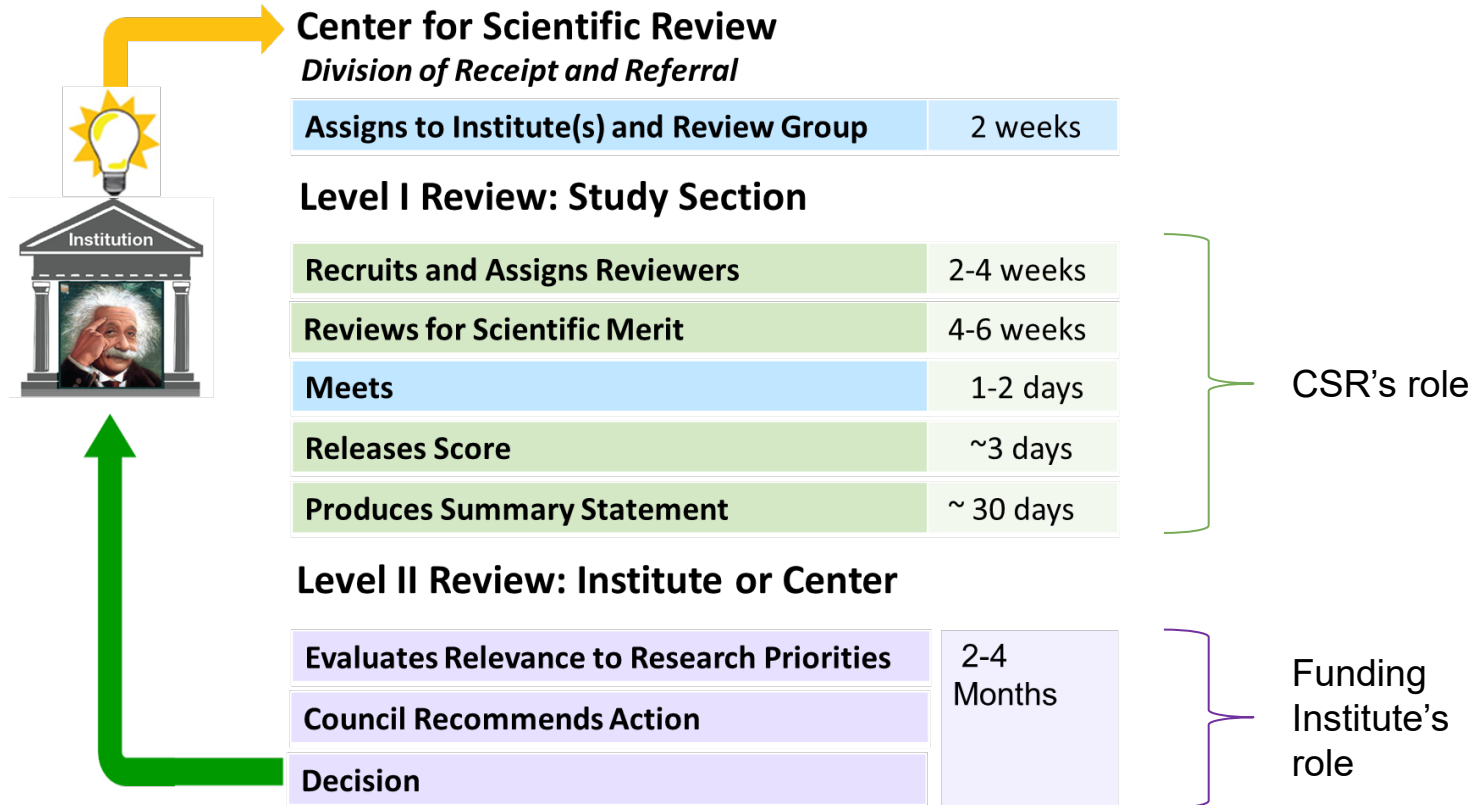 Center for Scientific Review
Division of Receipt and Referral
Assigns to Institute(s) and Review Group 2 weeks
Level I Review: Study Section
Institution
Recruits and Assigns Reviewers 2-4 weeks
Reviews for Scientific Merit 4-6 weeks
Meets 1-2 days
CSR’s role
Releases Score ~3 days
Produces Summary Statement ~ 30 days
Level II Review: Institute or Center
Evaluates Relevance to Research Priorities 2-4
Months
Council Recommends Action
Decision
Funding
Institute’s
role